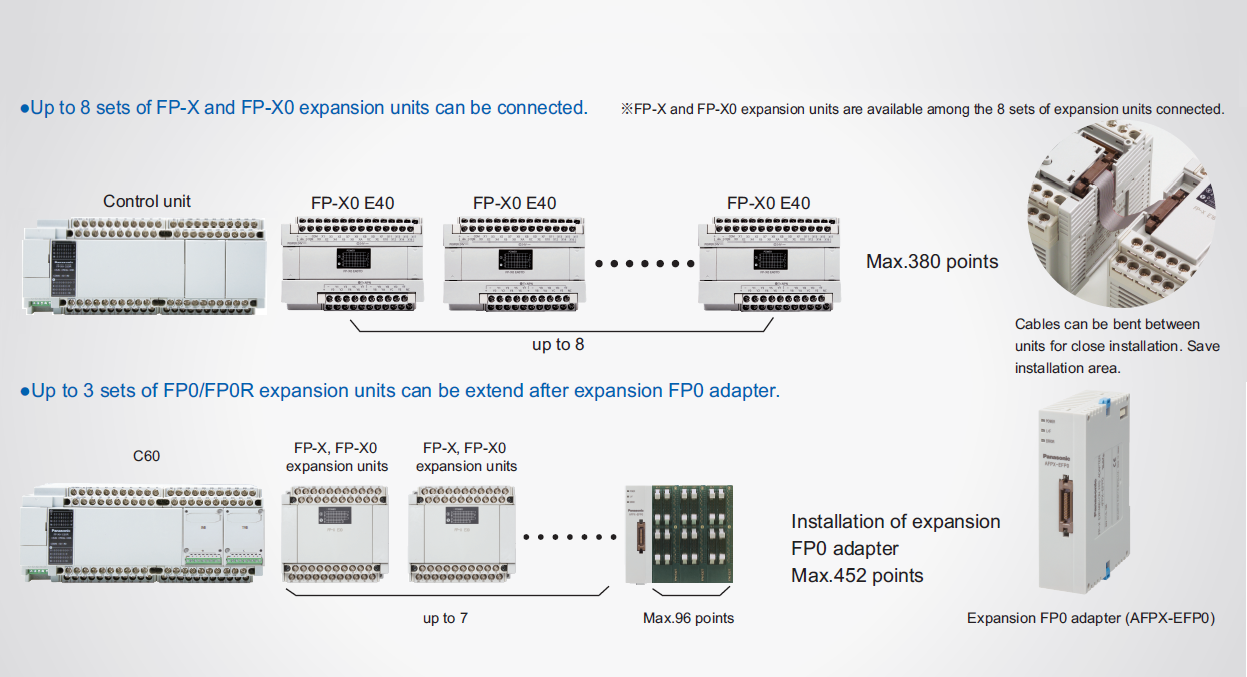 ●Up to 8 sets of FP-X and FP-X0 expansion units can be connected.
※FP-X and FP-X0 expansion units are available among the 8 sets of expansion units connected.
Control unit
FP-X0 E40
FP-X0 E40
FP-X0 E40
Max.380 points
up to 8
Cables can be bent between
units for close installation. Save
installation area.
●Up to 3 sets of FP0/FP0R expansion units can be extend after expansion FP0 adapter.
C60
FP-X, FP-X0
expansion units
FP-X, FP-X0
expansion units
Panasonic
AFPX-EFP0
Installation of expansion
FP0 adapter
Max.452 points
up to 7
Max.96 points
Expansion FP0 adapter (AFPX-EFP0)